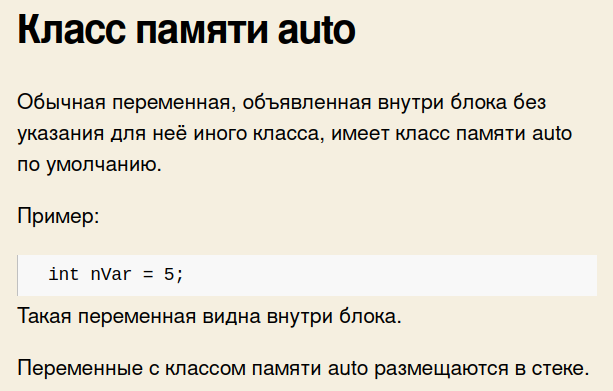 Класс памяти auto
Обычная переменная, объявленная внутри блока без
указания для неё иного класса, имеет класс памяти auto
по умолчанию.
Пример:
int nVar = 5;
Такая переменная видна внутри блока.
Переменные с классом памяти auto размещаются в стеке.